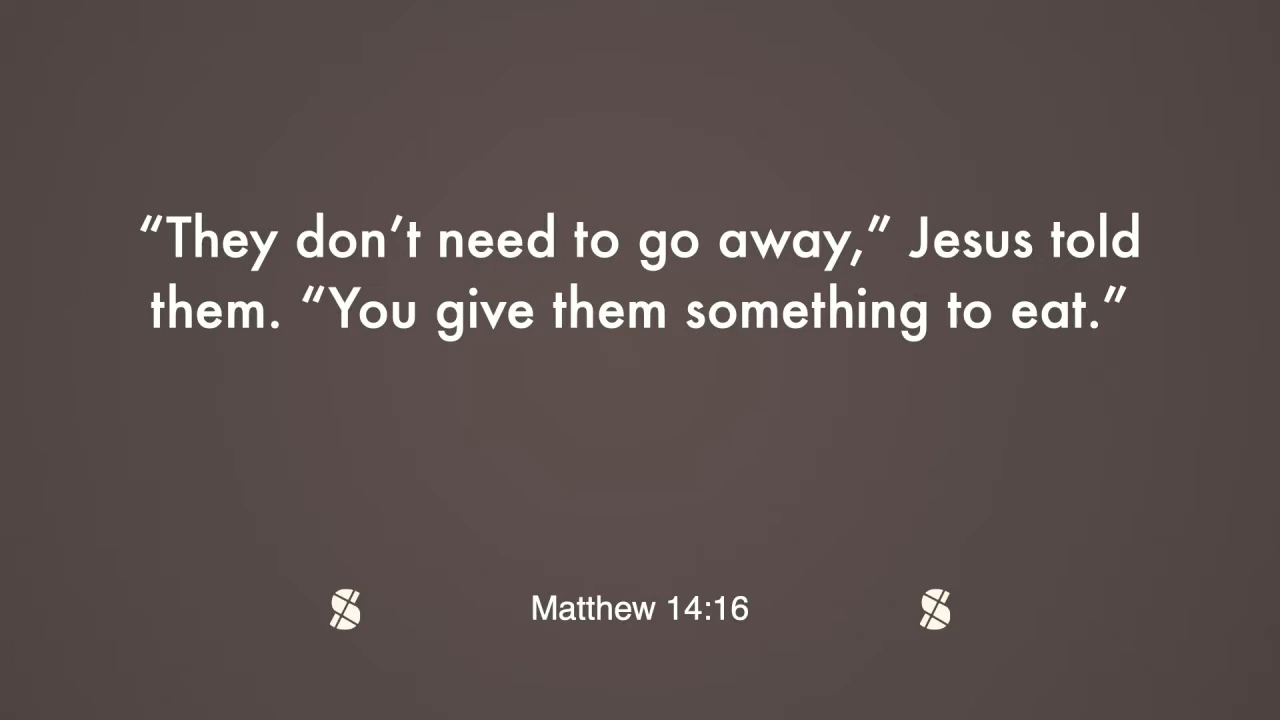 “They don’t need to go away,” Jesus told
them. “You give them something to eat.”
Matthew 14:16